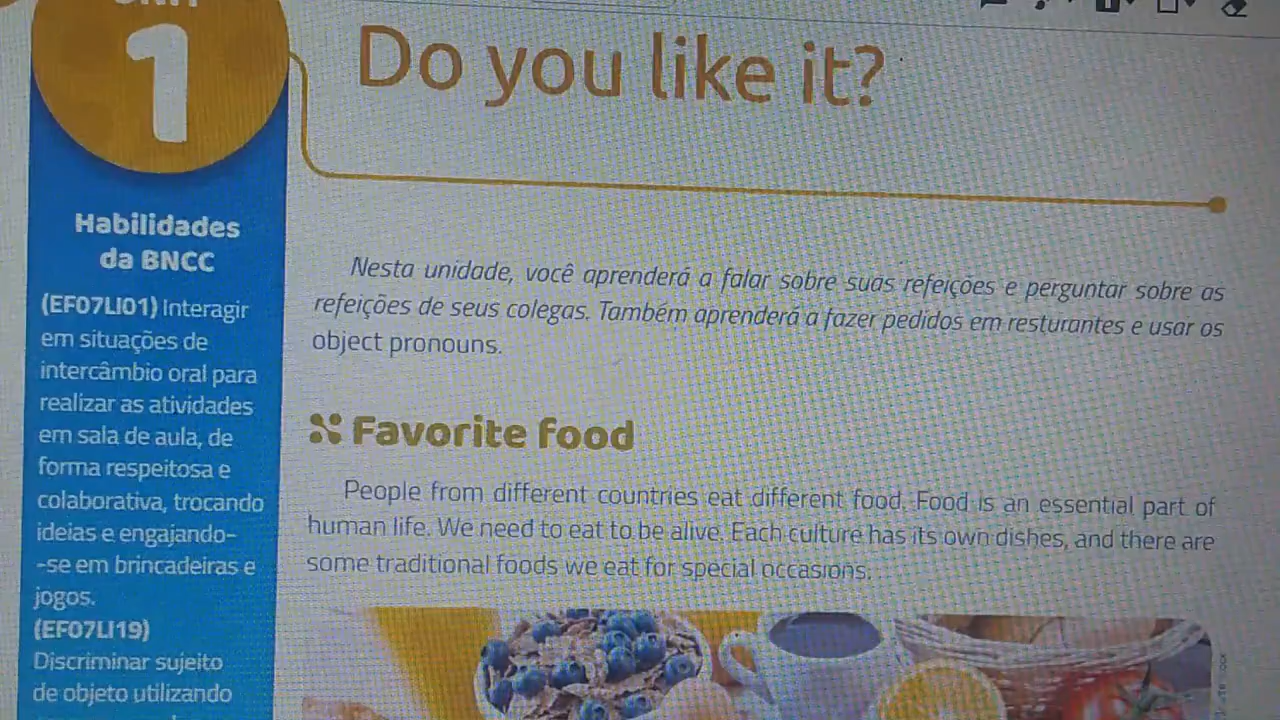 UNIT
1
Do you like it?
Habilidades
da BNCC
(EF07LI01) Interagir
em situações de
intercâmbio oral para
realizar as atividades
em sala de aula, de
forma respeitosa e
colaborativa, trocando
ideias e engajando-
-se em brincadeiras e
jogos.
(EF07LI19)
Discriminar sujeito
de objeto utilizando
Nesta unidade, você aprenderá a falar sobre suas refeições e perguntar sobre as
refeições de seus colegas. Também aprenderá a fazer pedidos em resturantes e usar os
object pronouns.
Favorite food
People from different countries eat different food. Food is an essential part of
human life. We need to eat to be alive. Each culture has its own dishes, and there are
some traditional foods we eat for special occasions.